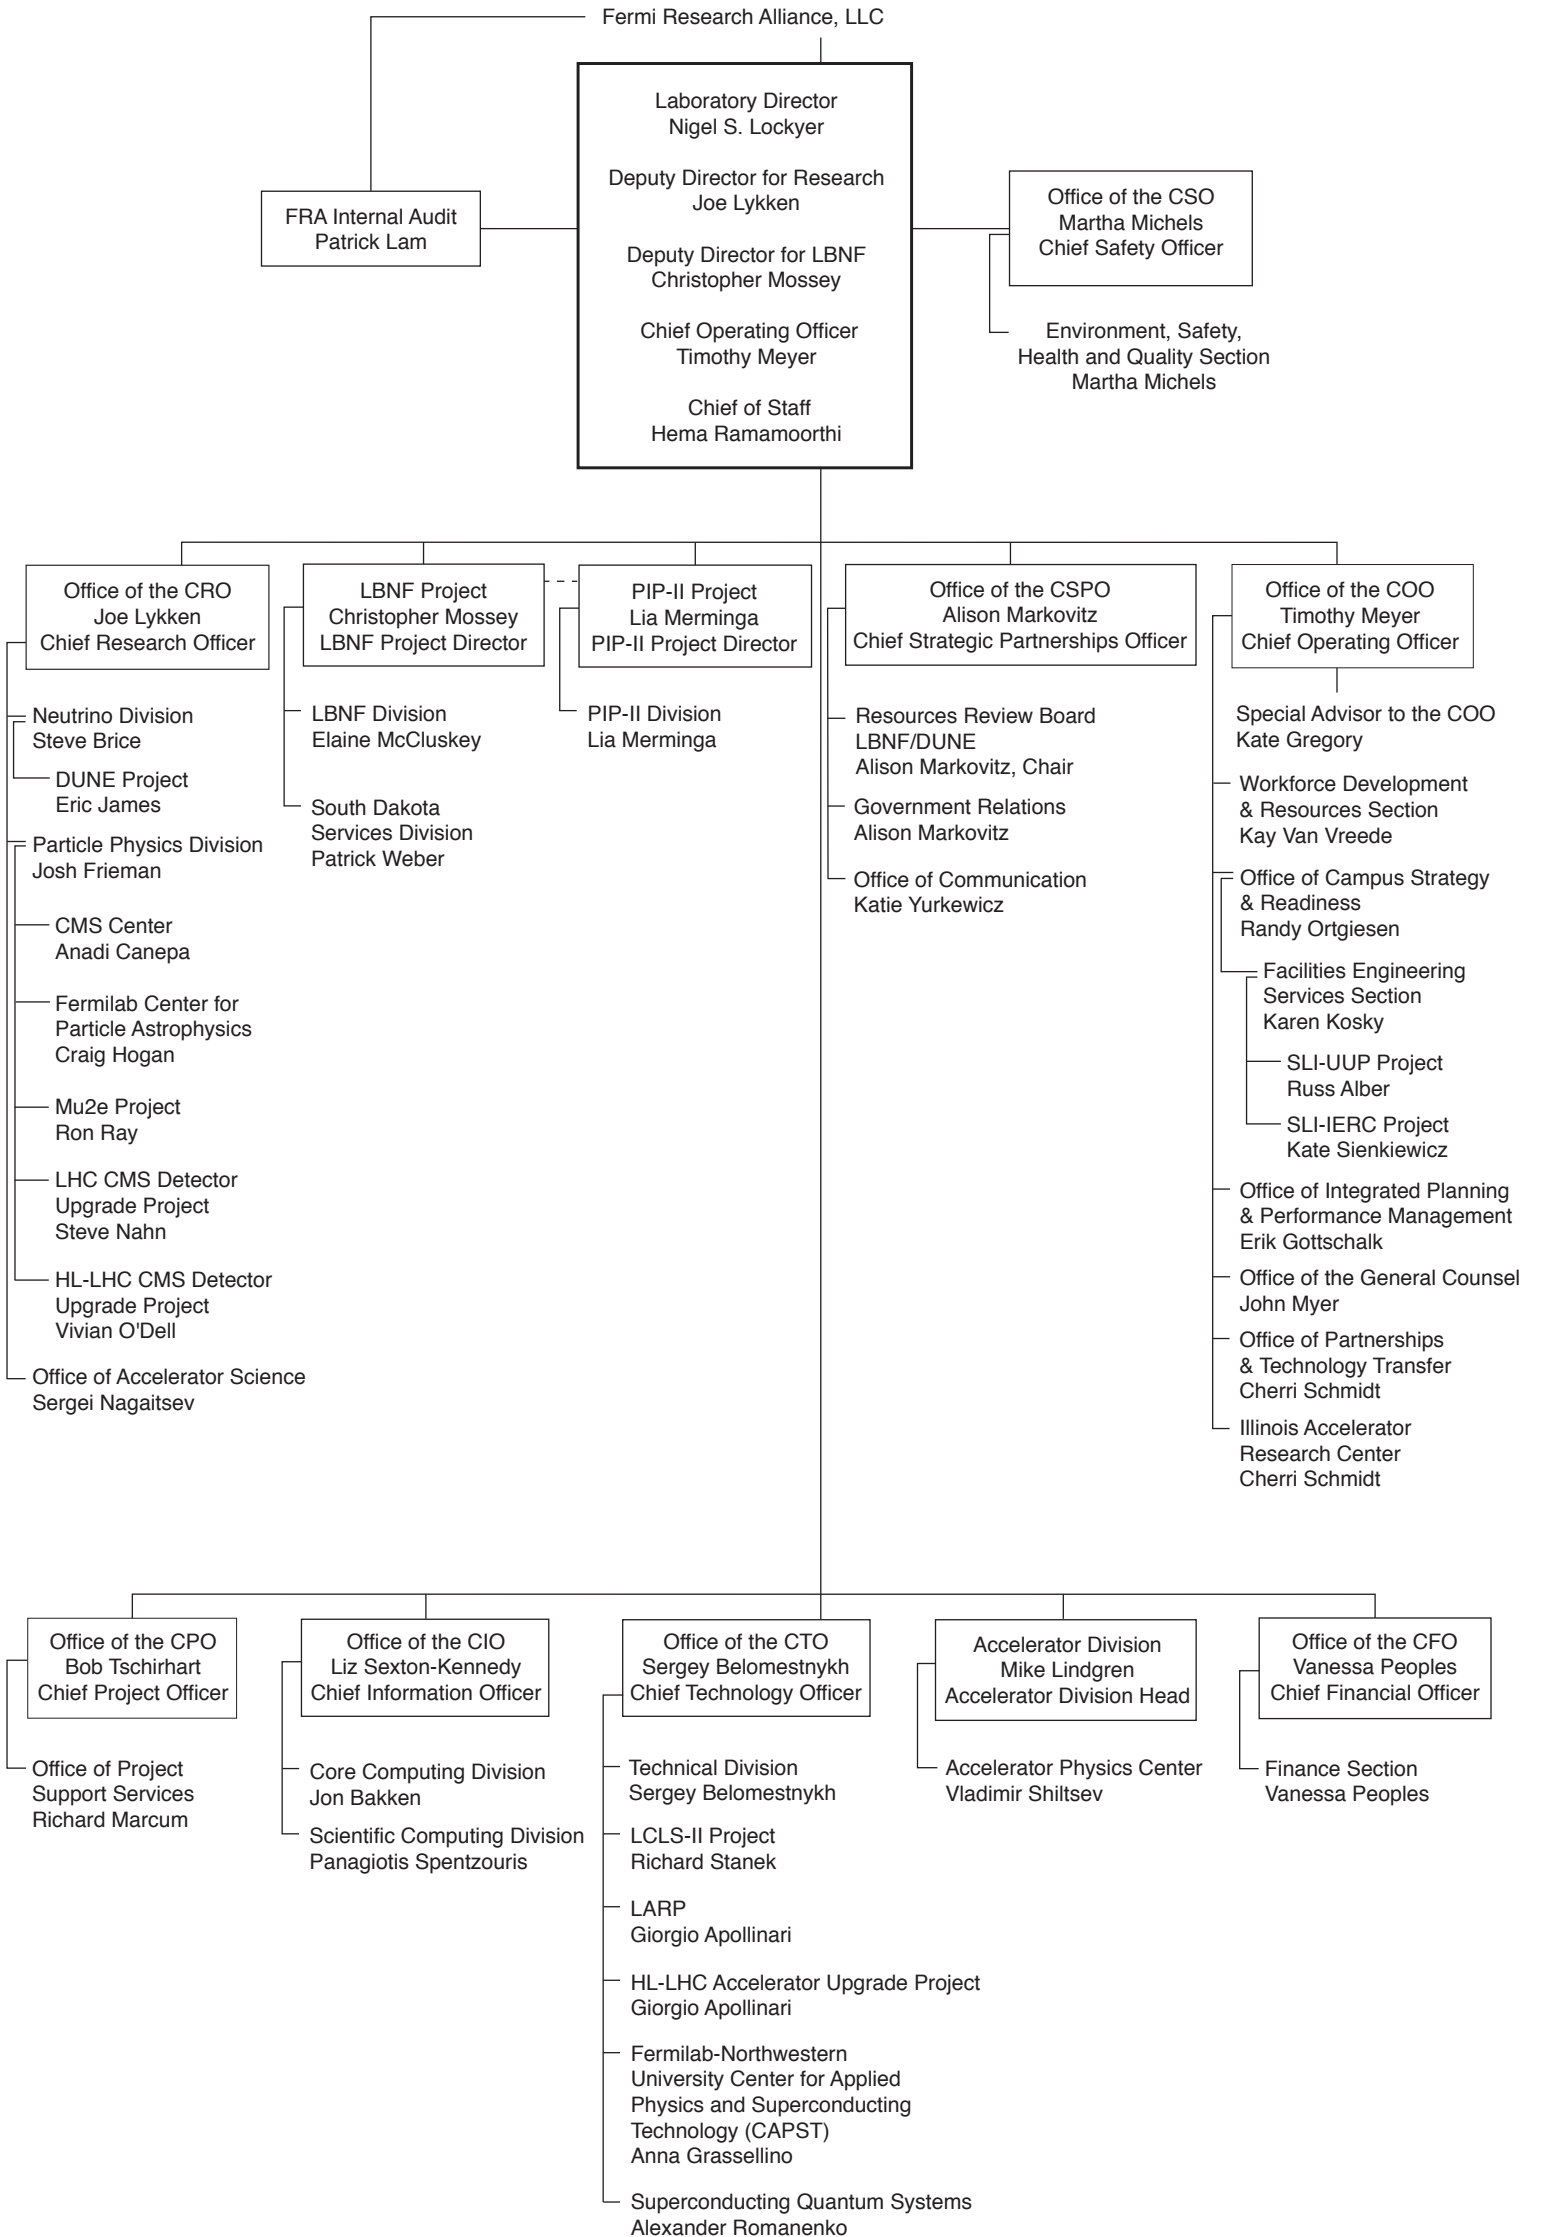 Fermi Research Alliance, LLC
Laboratory Director
Nigel S. Lockyer
Deputy Director for Research
Joe Lykken
Deputy Director for LBNF
Christopher Mossey
Chief Operating Officer
Timothy Meyer
Chief of Staff
Hema Ramamoorthi
FRA Internal Audit
Patrick Lam
Office of the CSO
Martha Michels
Chief Safety Officer
Environment, Safety,
Health and Quality Section
Martha Michels
Office of the CRO
Joe Lykken
Chief Research Officer
Neutrino Division
Steve Brice
DUNE Project
Eric James
Particle Physics Division
Josh Frieman
CMS Center
Anadi Canepa
Fermilab Center for
Particle Astrophysics
Craig Hogan
Mu2e Project
Ron Ray
LHC CMS Detector
Upgrade Project
Steve Nahn
HL-LHC CMS Detector
Upgrade Project
Vivian O'Dell
Office of Accelerator Science
Sergei Nagaitsev
LBNF Project
Christopher Mossey
LBNF Project Director
LBNF Division
Elaine McCluskey
South Dakota
Services Division
Patrick Weber
PIP-II Project
Lia Merminga
PIP-II Project Director
PIP-II Division
Lia Merminga
Office of the CSPO
Alison Markovitz
Chief Strategic Partnerships Officer
Resources Review Board
LBNF/DUNE
Alison Markovitz, Chair
Government Relations
Alison Markovitz
Office of Communication
Katie Yurkewicz
Office of the COO
Timothy Meyer
Chief Operating Officer
Special Advisor to the COO
Kate Gregory
Workforce Development
& Resources Section
Kay Van Vreede
Office of Campus Strategy
& Readiness
Randy Ortgiesen
Facilities Engineering
Services Section
Karen Kosky
SLI-UUP Project
Russ Alber
SLI-IERC Project
Kate Sienkiewicz
Office of Integrated Planning
& Performance Management
Erik Gottschalk
Office of the General Counsel
John Myer
Office of Partnerships
& Technology Transfer
Cherri Schmidt
Illinois Accelerator
Research Center
Cherri Schmidt
Office of the CPO
Bob Tschirhart
Chief Project Officer
Office of Project
Support Services
Richard Marcum
Office of the CIO
Liz Sexton-Kennedy
Chief Information Officer
Core Computing Division
Jon Bakken
Scientific Computing Division
Panagiotis Spentzouris
Office of the CTO
Sergey Belomestnykh
Chief Technology Officer
Technical Division
Sergey Belomestnykh
LCLS-II Project
Richard Stanek
LARP
Giorgio Apollinari
HL-LHC Accelerator Upgrade Project
Giorgio Apollinari
Fermilab-Northwestern
University Center for Applied
Physics and Superconducting
Technology (CAPST)
Anna Grassellino
Superconducting Quantum Systems
Alexander Romanenko
Accelerator Division
Mike Lindgren
Accelerator Division Head
Accelerator Physics Center
Vladimir Shiltsev
Office of the CFO
Vanessa Peoples
Chief Financial Officer
Finance Section
Vanessa Peoples